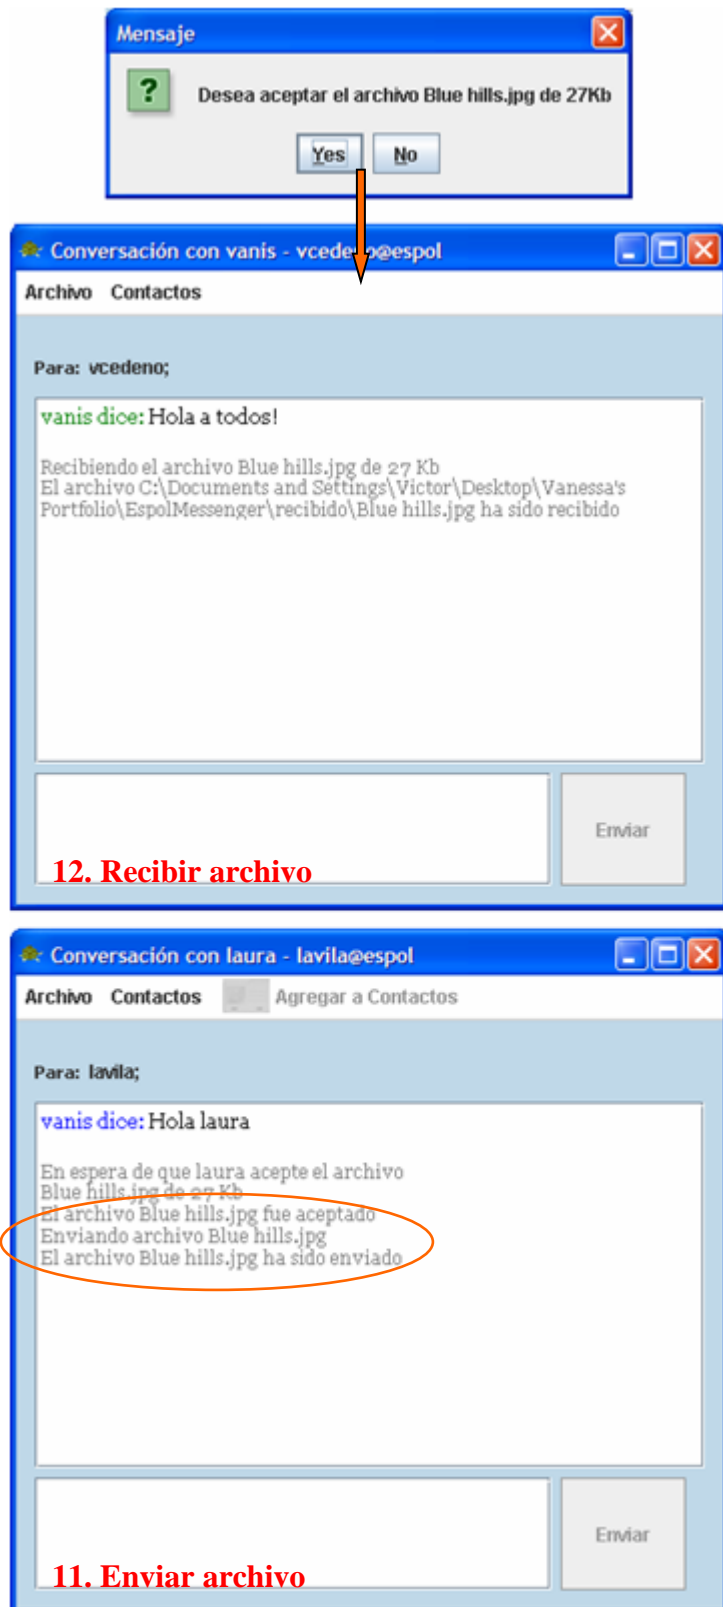 Mensaje
? Desea aceptar el archivo Blue hills.jpg de 27Kb
Yes No
Conversación con vanis - vcedeno@espol
Archivo Contactos
Para: vcedeno;
vanis dice: Hola a todos!
Recibiendo el archivo Blue hills.jpg de 27 Kb
El archivo C:\Documents and Settings\Victor\Desktop\Vanessa's
Portfolio\EspolMessenger\recibido\Blue hills.jpg ha sido recibido
Enviar
12. Recibir archivo
Conversación con laura - lavila@espol
Archivo Contactos Agregar a Contactos
Para: lavila;
vanis dice: Hola laura
En espera de que laura acepte el archivo
Blue hills.jpg de 27 Kb
El archivo Blue hills.jpg fue aceptado
Enviando archivo Blue hills.jpg
El archivo Blue hills.jpg ha sido enviado
Enviar
11. Enviar archivo